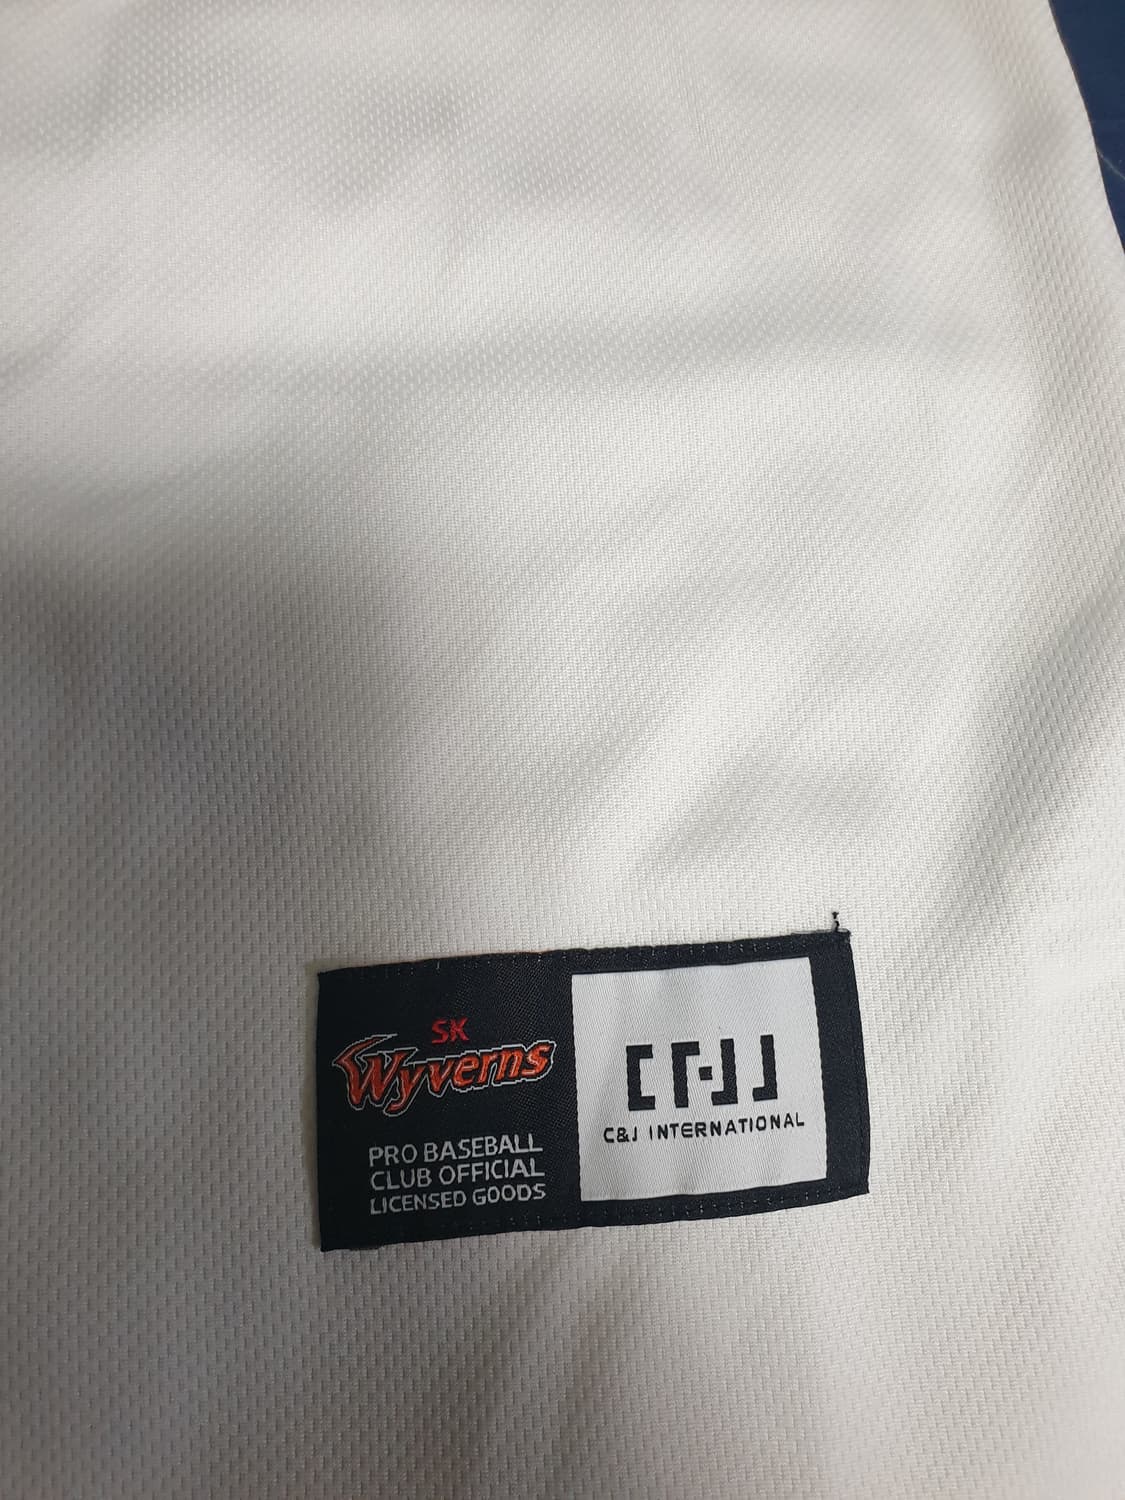 SK
Wyverns
PRO BASEBALL
CLUB OFFICIAL
LICENSED GOODS
C&J
C&J INTERNATIONAL